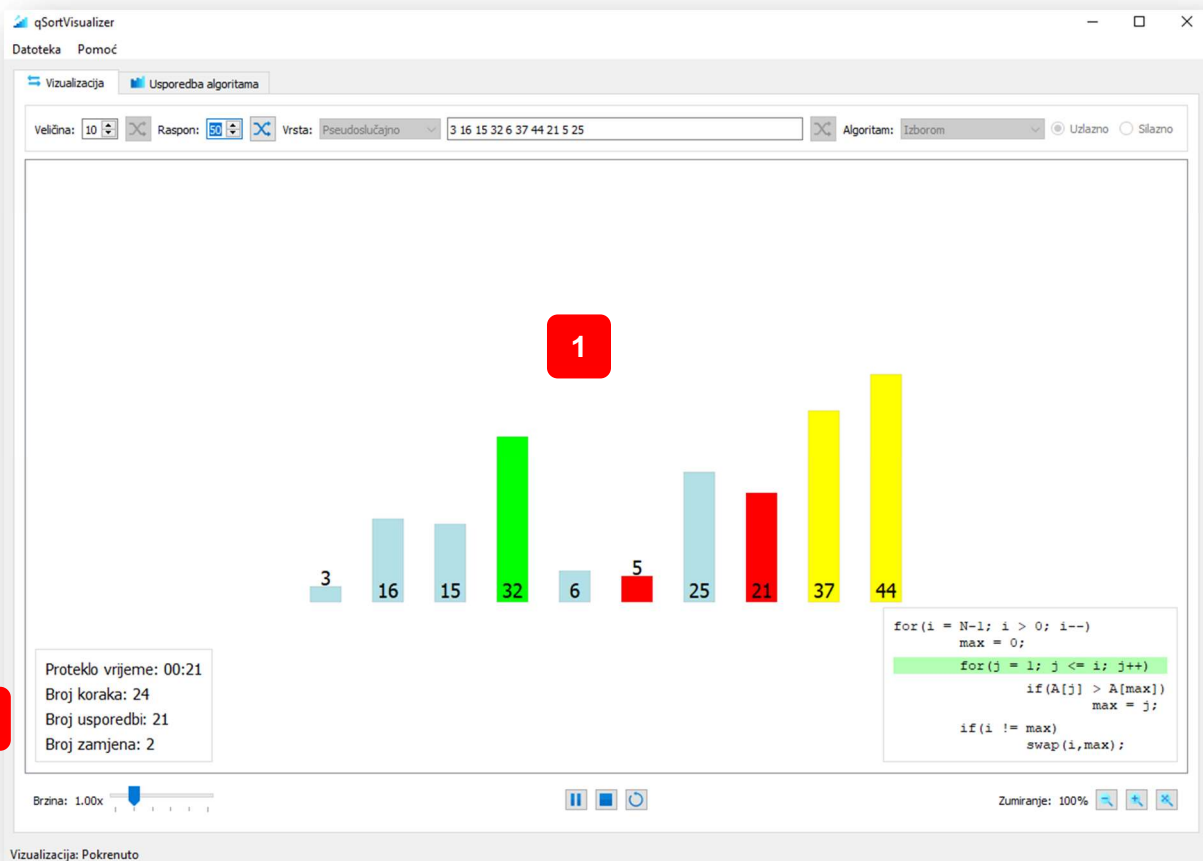 qSortVisualizer
Datoteka Pomoć
Vizualizacija Usporedba algoritama
Veličina: 10 Raspon: 50 Vrsta: Pseudoslučajno 3 16 15 32 6 37 44 21 5 25 Algoritam: Izborom Uzlazno Silazno
1
3 16 15 32 6 5 25 21 37 44
for(i = N-1; i > 0; i--)
max = 0;
for(j = 1; j <= i; j++)
if(A[j] > A[max])
max = j;
if(i != max)
swap(i,max);
Proteklo vrijeme: 00:21
Broj koraka: 24
Broj usporedbi: 21
Broj zamjena: 2
Brzina: 1.00x Zumiranje: 100%
Vizualizacija: Pokrenuto